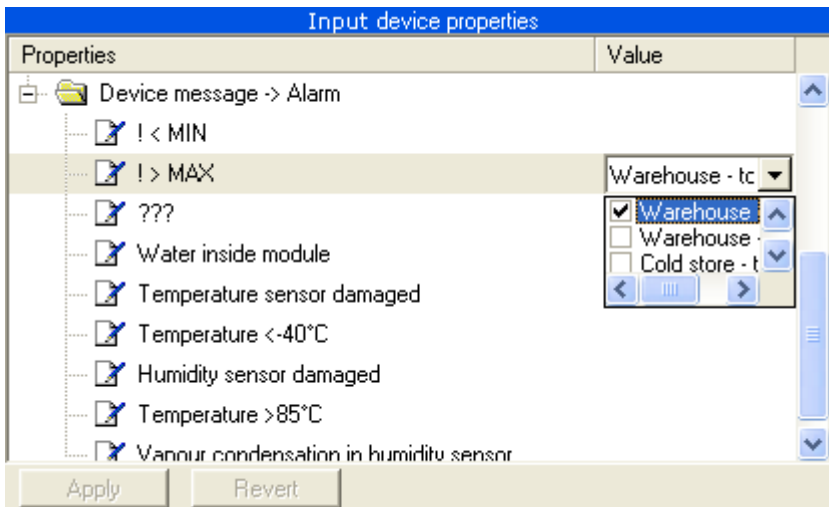 Input device properties
Properties Value
Device message -> Alarm
! < MIN
! > MAX Warehouse - to
??? Warehouse
Warehouse -
Water inside module Cold store - t
Temperature sensor damaged
Temperature <-40°C
Humidity sensor damaged
Temperature >85°C
Vapour condensation in humidity sensor
Apply Revert